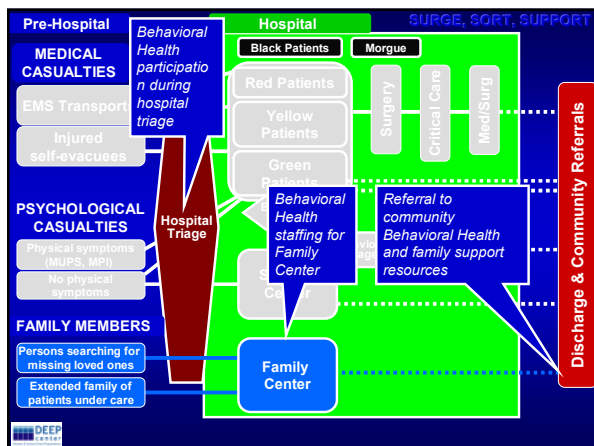 Pre-Hospital
Hospital
SURGE, SORT, SUPPORT
Behavioral
Health
participatio
n during
hospital
triage
Black Patients
Morgue
MEDICAL
CASUALTIES
EMS Transport
Injured
self-evacuees
Red Patients
Yellow
Patients
Green
Patients
Surgery
Critical Care
Med/Surg
Discharge & Community Referrals
PSYCHOLOGICAL
CASUALTIES
Physical symptoms
(MUPS, MPI)
No physical
symptoms
Hospital
Triage
Behavioral
Health
staffing for
Family
Center
Referral to
community
Behavioral Health
and family support
resources
FAMILY MEMBERS
Persons searching for
missing loved ones
Extended family of
patients under care
Family
Center
DEEP
center